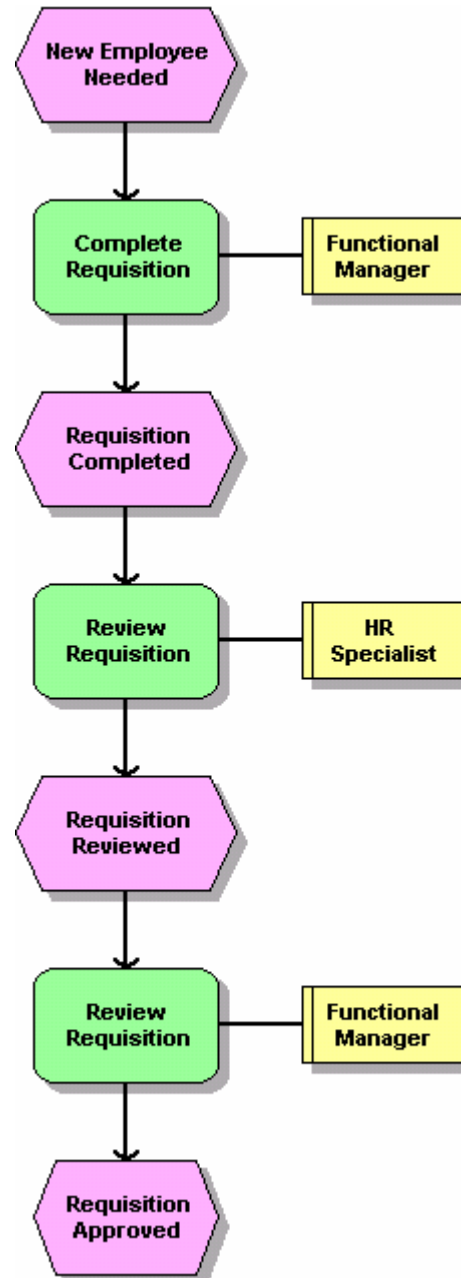 New Employee
Needed
Complete
Requisition
Functional
Manager
Requisition
Completed
Review
Requisition
HR
Specialist
Requisition
Reviewed
Review
Requisition
Functional
Manager
Requisition
Approved